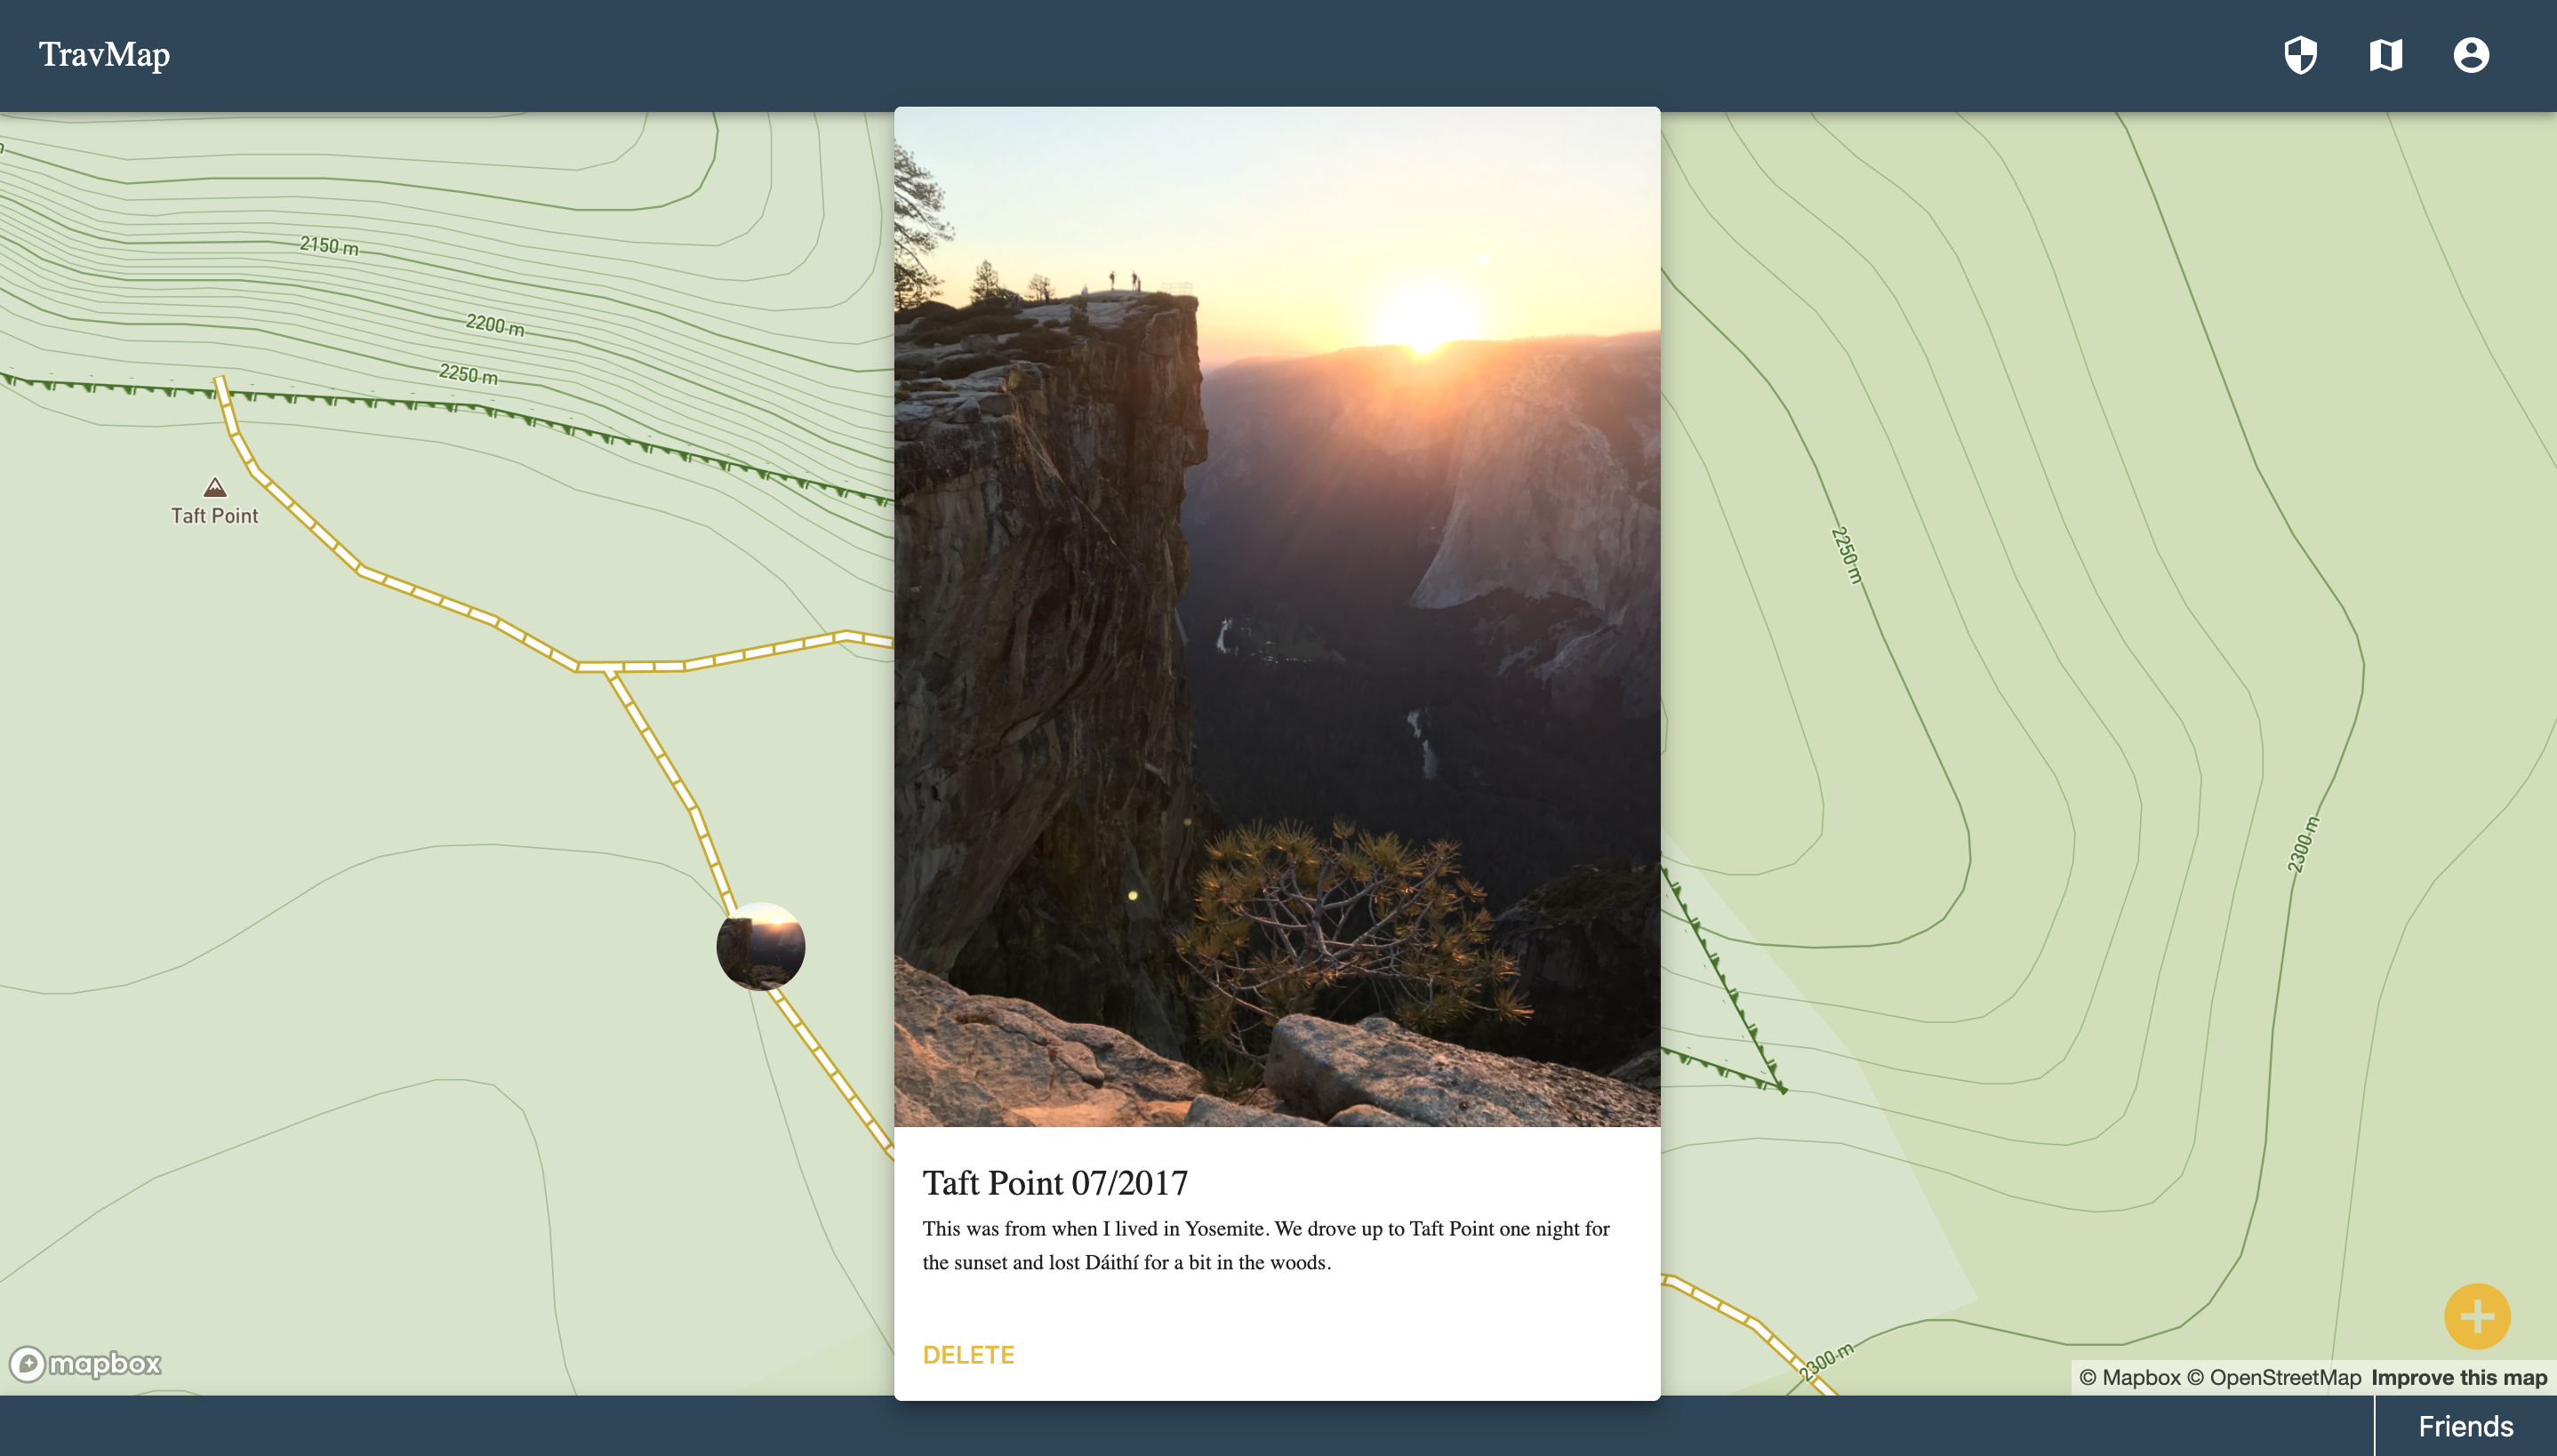 TravMap
2150 m
2200 m
2250 m
Taft Point
2250 m
2300 m
Taft Point 07/2017
This was from when I lived in Yosemite. We drove up to Taft Point one night for
the sunset and lost Dáithí for a bit in the woods.
DELETE
2300 m
mapbox
© Mapbox © OpenStreetMap Improve this map
Friends